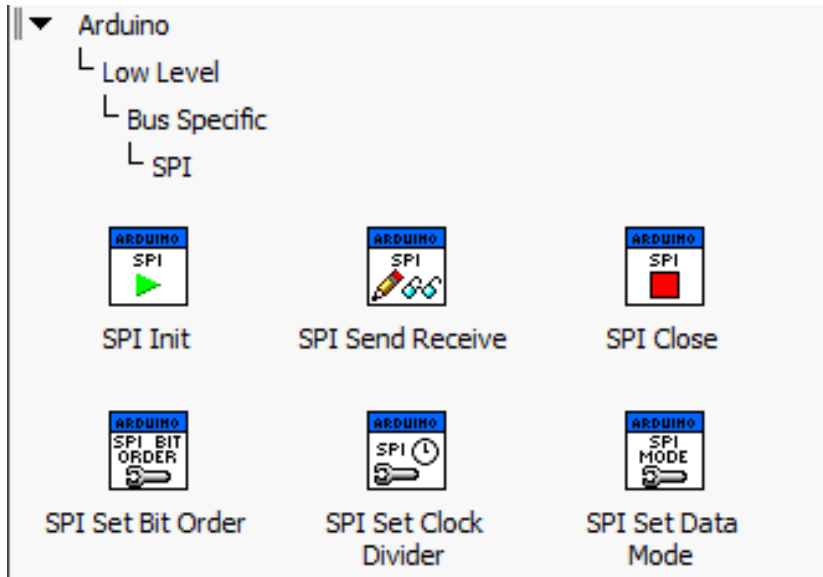 Arduino
Low Level
Bus Specific
SPI
ARDUINO
SPI
SPI Init
ARDUINO
SPI
SPI Send Receive
ARDUINO
SPI
SPI Close
ARDUINO
SPI BIT
ORDER
SPI Set Bit Order
ARDUINO
SPI
SPI Set Clock
Divider
ARDUINO
SPI
MODE
SPI Set Data
Mode